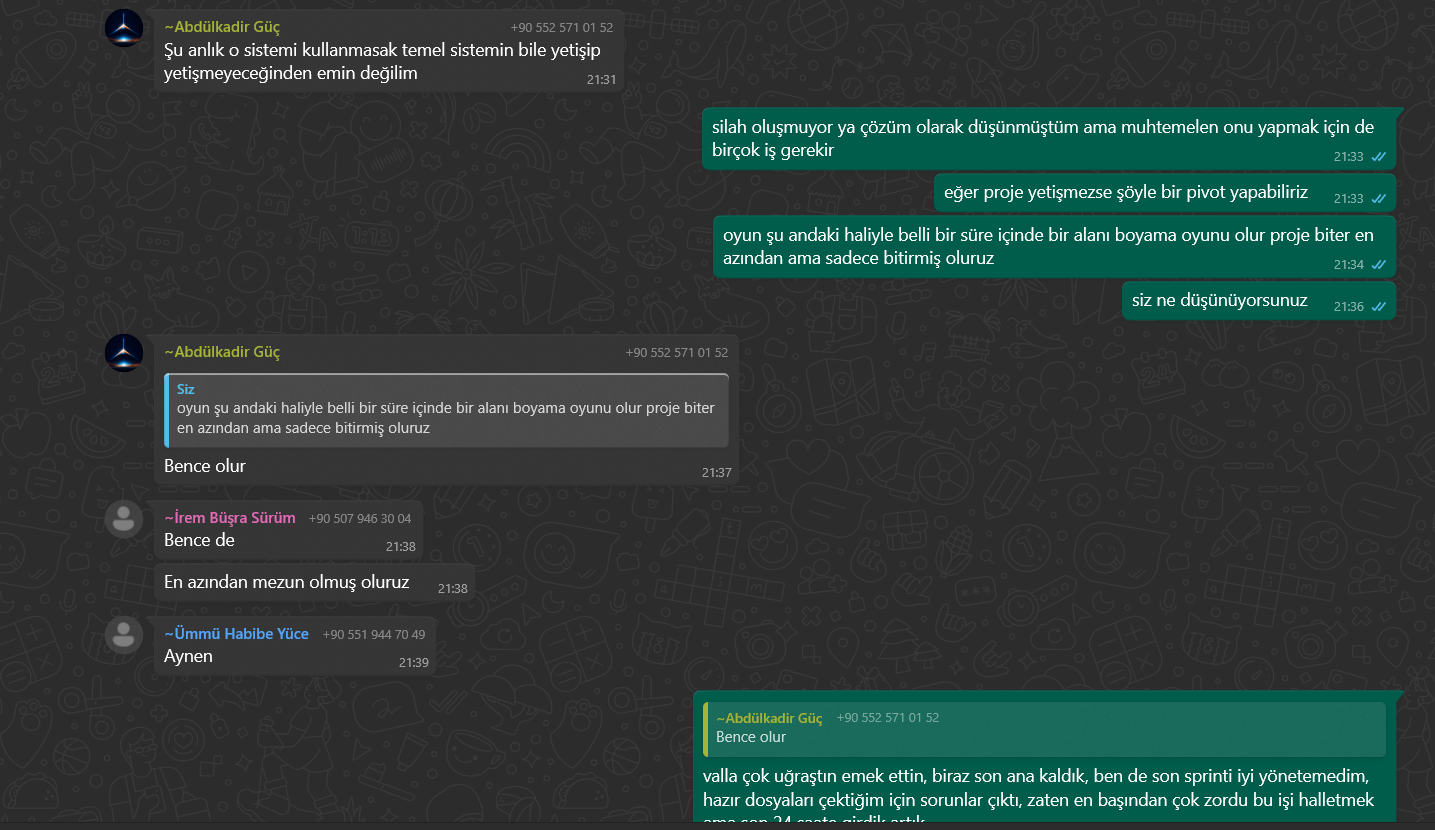 ~Abdülkadir Güç +90 552 571 01 52
Şu anlık o sistemi kullanmasak temel sistemin bile yetişip
yetişmeyeceğinden emin değilim
21:31
silah oluşmuyor ya çözüm olarak düşünmüştüm ama muhtemelen onu yapmak için de
birçok iş gerekir
21:33
eğer proje yetişmezse şöyle bir pivot yapabiliriz 21:33
oyun şu andaki haliyle belli bir süre içinde bir alanı boyama oyunu olur proje biter en
azından ama sadece bitirmiş oluruz
21:34
siz ne düşünüyorsunuz 21:36
~Abdülkadir Güç +90 552 571 01 52
Siz
oyun şu andaki haliyle belli bir süre içinde bir alanı boyama oyunu olur proje biter
en azından ama sadece bitirmiş oluruz
Bence olur
21:37
~İrem Büşra Sürüm +90 507 946 30 04
Bence de
21:38
En azından mezun olmuş oluruz 21:38
~Ümmü Habibe Yüce +90 551 944 70 49
Aynen
21:39
~Abdülkadir Güç +90 552 571 01 52
Bence olur
valla çok uğraştın emek ettin, biraz son ana kaldık, ben de son sprinti iyi yönetemedim,
hazır dosyaları çektiğim için sorunlar çıktı, zaten en başından çok zordu bu işi halletmek
ama son 24 saate girdik artık